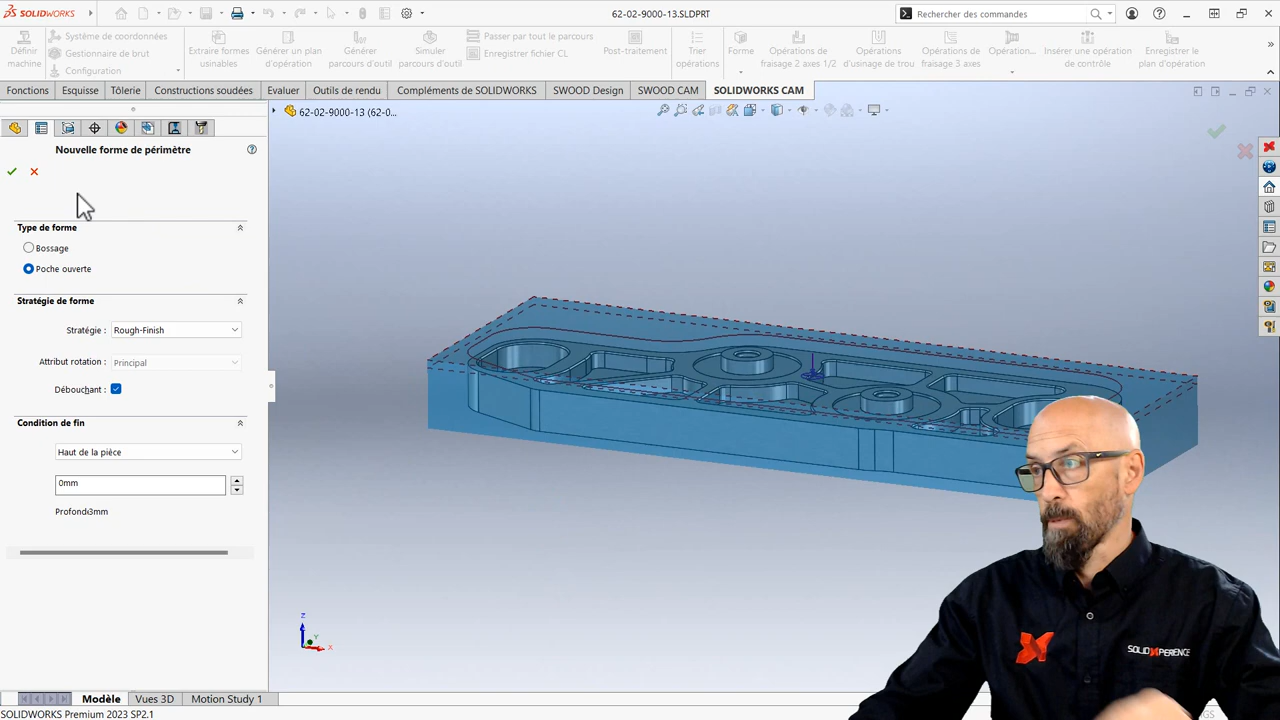 SOLIDWORKS
62-02-9000-13.SLDPRT
Rechercher des commandes
Définir machine
Système de coordonnées
Gestionnaire de brut
Configuration
Extraire formes usinables
Générer un plan d'opération
Générer parcours d'outil
Simuler
Passer par tout le parcours
Enregistrer fichier CL
Post-traitement
Trier opérations
Forme
Opérations de fraisage 2 axes 1/2
Opérations d'usinage de trou
Opérations de fraisage 3 axes
Opération...
Insérer une opération de contrôle
Enregistrer le plan d'opération
Fonctions
Esquisse
Tôlerie
Constructions soudées
Evaluer
Outils de rendu
Compléments de SOLIDWORKS
SWOOD Design
SWOOD CAM
SOLIDWORKS CAM
62-02-9000-13 (62-0...
Nouvelle forme de périmètre
Type de forme
Bossage
Poche ouverte
Stratégie de forme
Stratégie : Rough-Finish
Attribut rotation : Principal
Débouchant :
Condition de fin
Haut de la pièce
0mm
Profond:3mm
Z
Y
X
SOLIDXPERIENCE
Modèle
Vues 3D
Motion Study 1
SOLIDWORKS Premium 2023 SP2.1